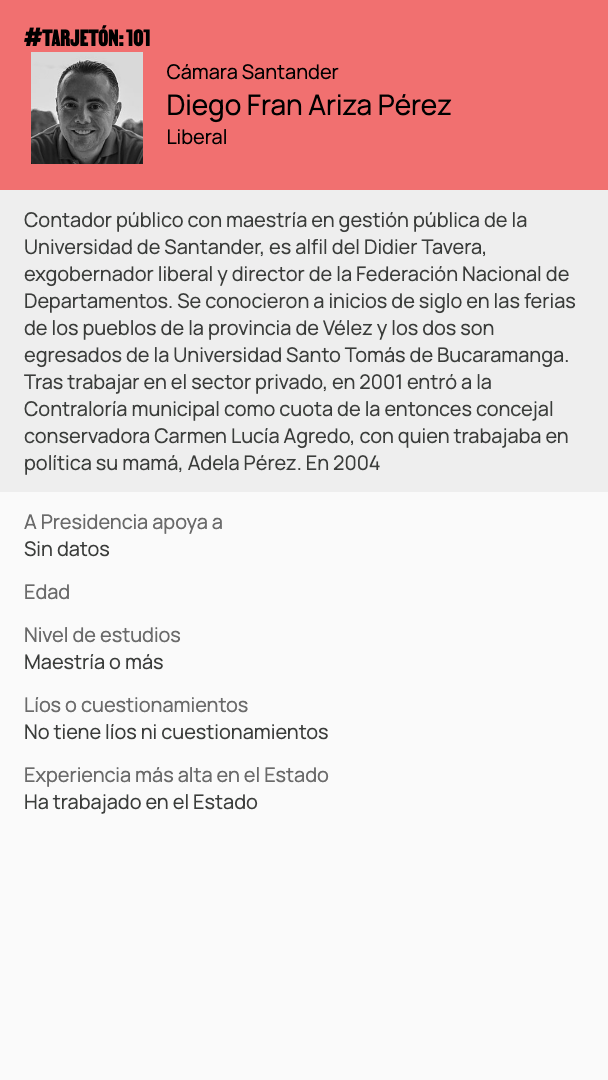 #TARJETÓN: 101
Cámara Santander
Diego Fran Ariza Pérez
Liberal
Contador público con maestría en gestión pública de la
Universidad de Santander, es alfil del Didier Tavera,
exgobernador liberal y director de la Federación Nacional de
Departamentos. Se conocieron a inicios de siglo en las ferias
de los pueblos de la provincia de Vélez y los dos son
egresados de la Universidad Santo Tomás de Bucaramanga.
Tras trabajar en el sector privado, en 2001 entró a la
Contraloría municipal como cuota de la entonces concejal
conservadora Carmen Lucía Agredo, con quien trabajaba en
política su mamá, Adela Pérez. En 2004
A Presidencia apoya a
Sin datos
Edad
Nivel de estudios
Maestría o más
Líos o cuestionamientos
No tiene líos ni cuestionamientos
Experiencia más alta en el Estado
Ha trabajado en el Estado